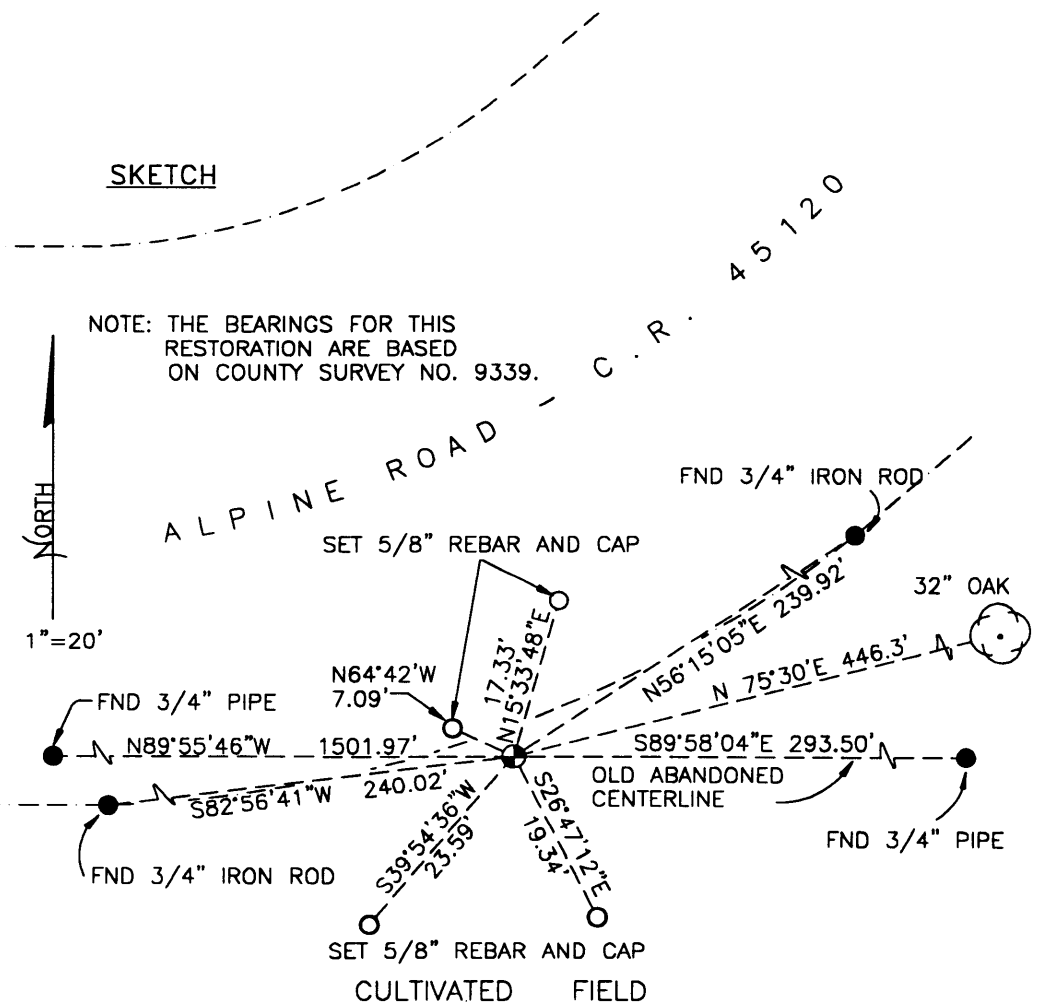 SKETCH
NOTE: THE BEARINGS FOR THIS
RESTORATION ARE BASED
ON COUNTY SURVEY NO. 9339.
ALPINE ROAD - C.R. 45120
NORTH
1"=20'
FND 3/4" IRON ROD
SET 5/8" REBAR AND CAP
32" OAK
N56°15'05"E 239.92'
N 75°30'E 446.3'
17.33'
N15°33'48"E
N64°42'W
7.09'
FND 3/4" PIPE
N89°55'46"W 1501.97'
S89°58'04"E 293.50'
S82°56'41"W 240.02'
OLD ABANDONED
CENTERLINE
FND 3/4" PIPE
S39°54'36"W
23.59'
S26°47'12"E
19.34'
FND 3/4" IRON ROD
SET 5/8" REBAR AND CAP
CULTIVATED FIELD